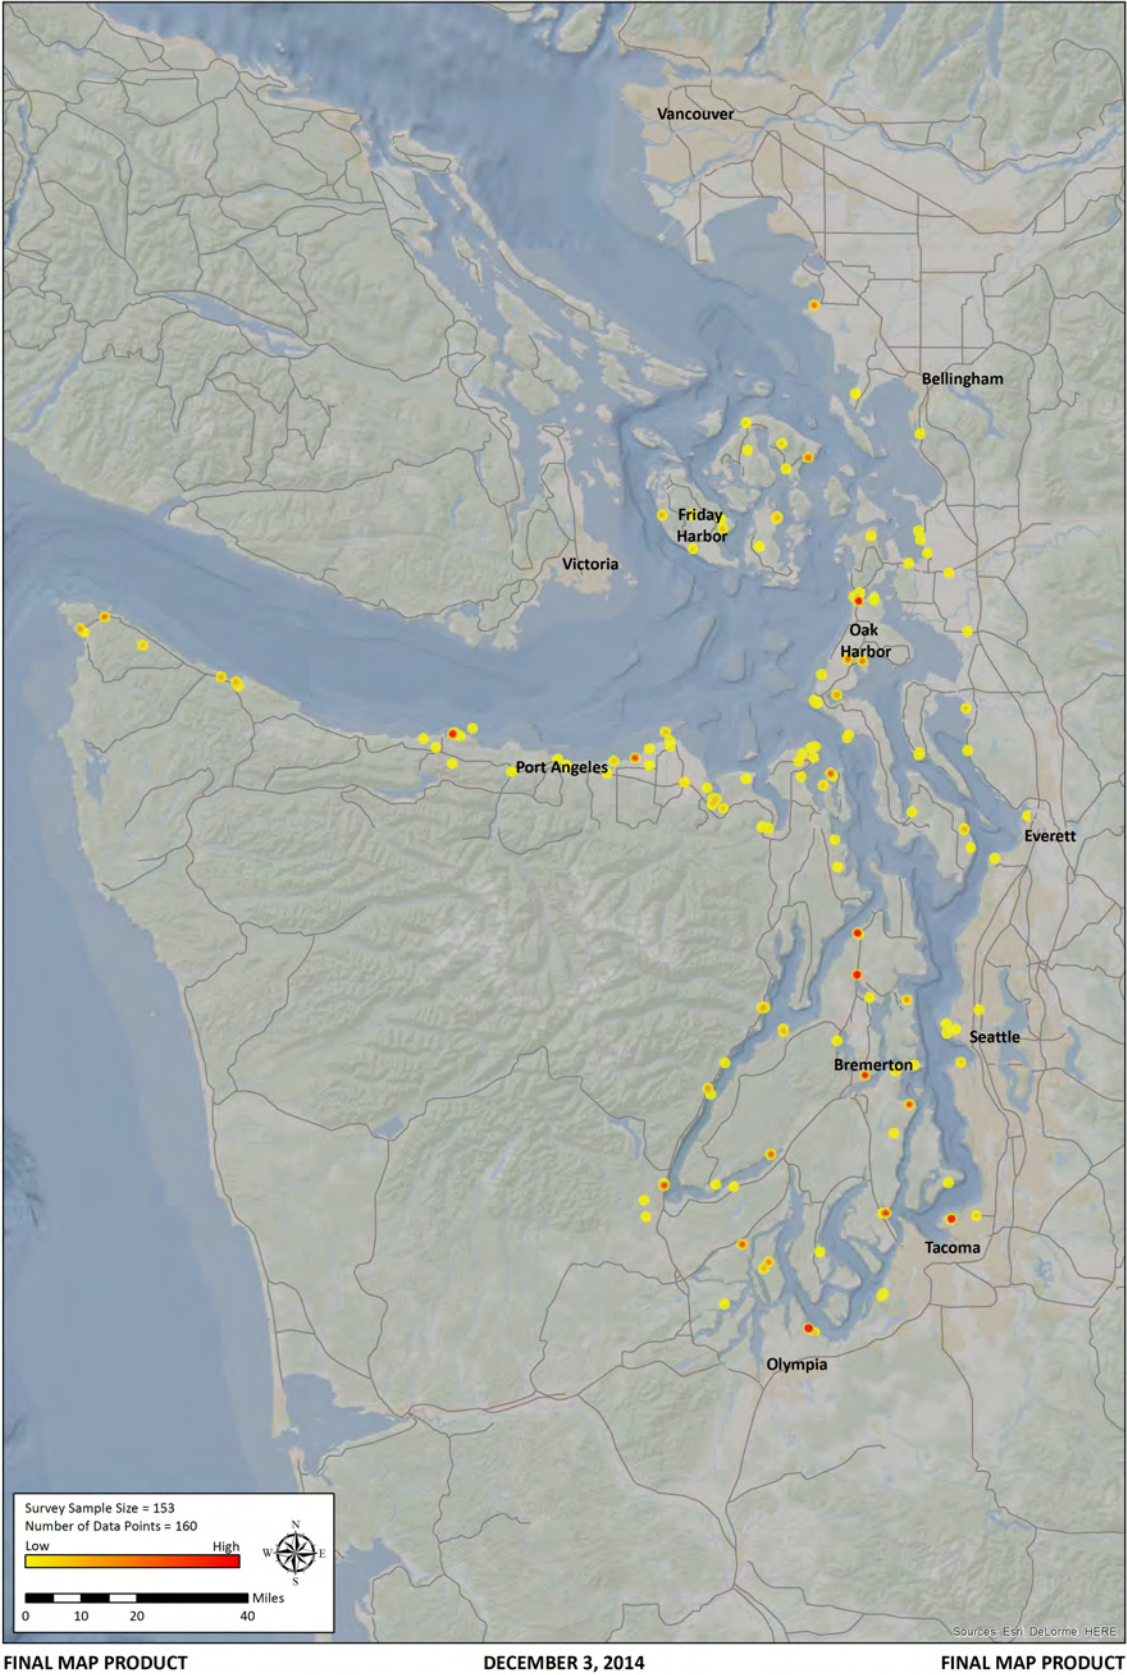 Vancouver
Bellingham
Friday
Harbor
Victoria
Oak
Harbor
Port Angeles
Everett
Seattle
Bremerton
Tacoma
Olympia
Survey Sample Size = 153
Number of Data Points = 160
Low High
N
W E
S
Miles
0 10 20 40
Sources: Esri, DeLorme, HERE
FINAL MAP PRODUCT DECEMBER 3, 2014 FINAL MAP PRODUCT